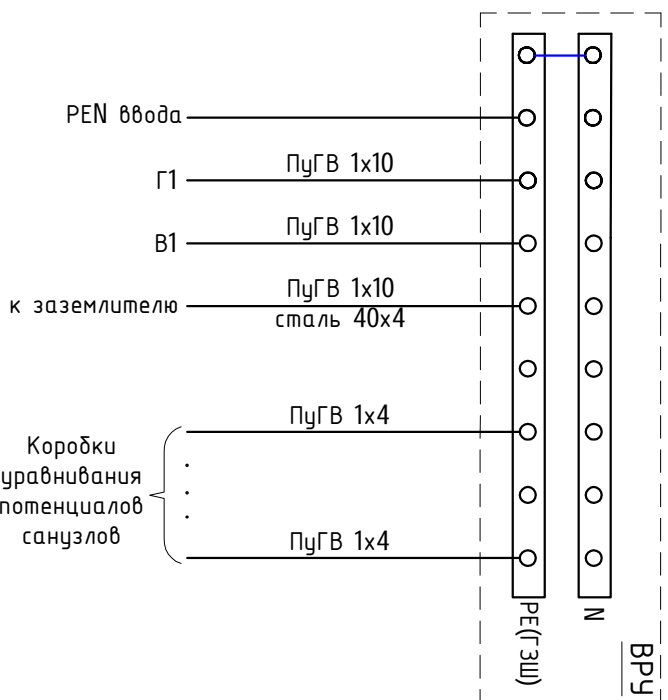 PEN ввода
ПуГВ 1х10
Г1
ПуГВ 1х10
В1
ПуГВ 1х10
к заземлителю
сталь 40х4
ПуГВ 1х4
Коробки
уравнивания
потенциалов
санузлов
ПуГВ 1х4
PE(ГЗШ)
N
ВРУ